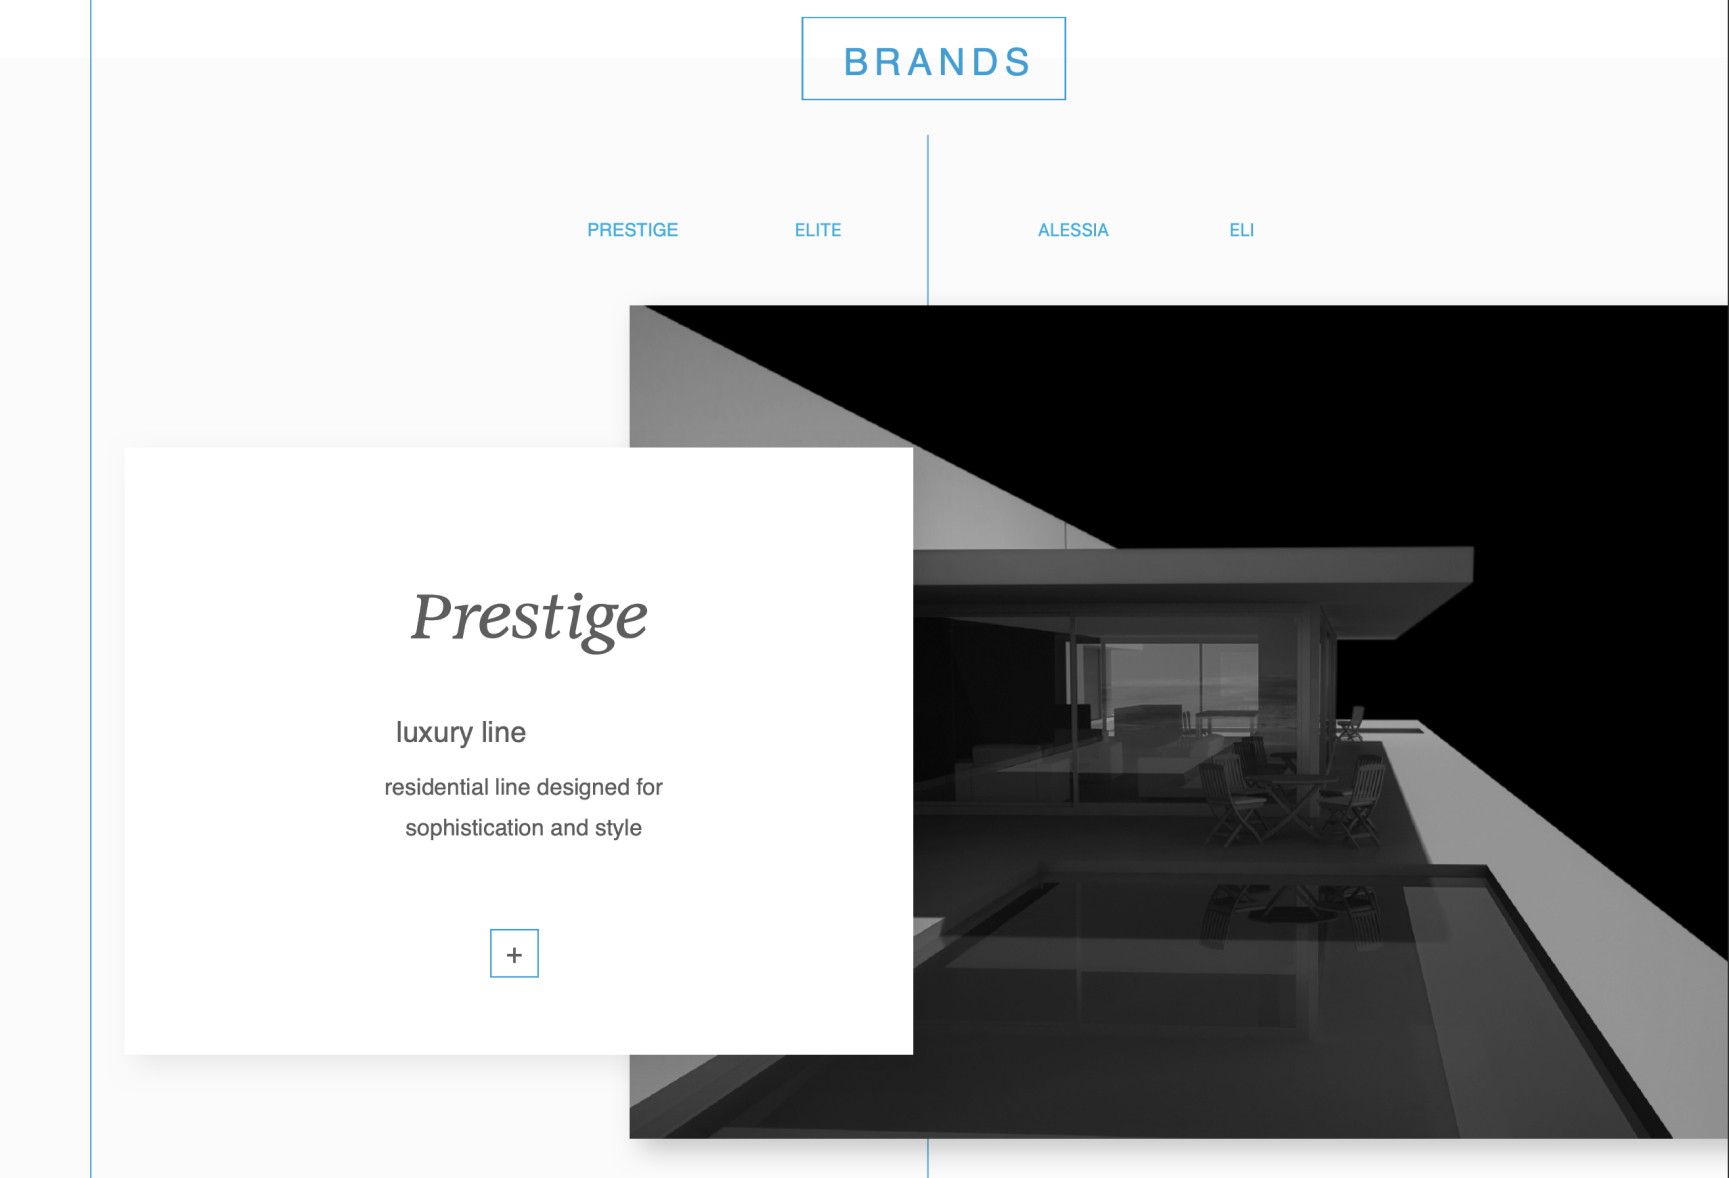 BRANDS
PRESTIGE ELITE ALESSIA ELI
Prestige
luxury line
residential line designed for
sophistication and style
+